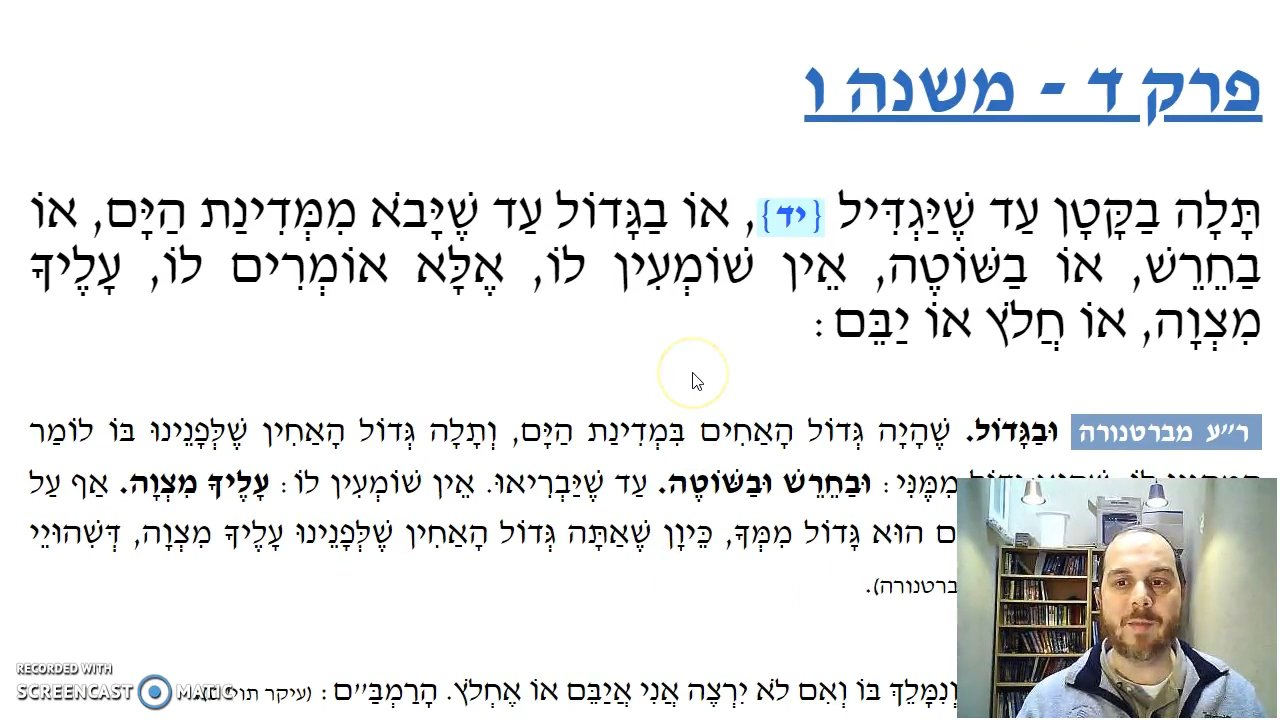 פרק ד - משנה ו
תָּלָה בַקָּטָן עַד שֶׁיַּגְדִּיל {יד}, אוֹ בַגָּדוֹל עַד שֶׁיָּבֹא מִמְּדִינַת הַיָּם, אוֹ
בַחֵרֵשׁ, אוֹ בַשּׁוֹטֶה, אֵין שׁוֹמְעִין לוֹ, אֶלָּא אוֹמְרִים לוֹ, עָלֶיךָ
מִצְוָה, אוֹ חֲלֹץ אוֹ יַבֵּם:
ר״ע מברטנורה וּבַגָּדוֹל. שֶׁהָיָה גְּדוֹל הָאַחִים בִּמְדִינַת הַיָּם, וְתָלָה גְּדוֹל הָאַחִין שֶׁלְּפָנֵינוּ בּוֹ לוֹמַר
מִמֶּנִּי: וּבַחֵרֵשׁ וּבַשּׁוֹטֶה. עַד שֶׁיַּבְרִיאוּ. אֵין שׁוֹמְעִין לוֹ: עָלֶיךָ מִצְוָה. אַף עַל
הוּא גָּדוֹל מִמְּךָ, כֵּיוָן שֶׁאַתָּה גְּדוֹל הָאַחִין שֶׁלְּפָנֵינוּ עָלֶיךָ מִצְוָה, דְּשִׁהוּיֵי
ברטנורה).
וְנִמָּלֵךְ בּוֹ וְאִם לֹא יִרְצֶה אֲנִי אֲיַבֵּם אוֹ אֶחְלֹץ. הָרַמְבַּ״ם: (עיקר
RECORDED WITH
SCREENCAST MATIC